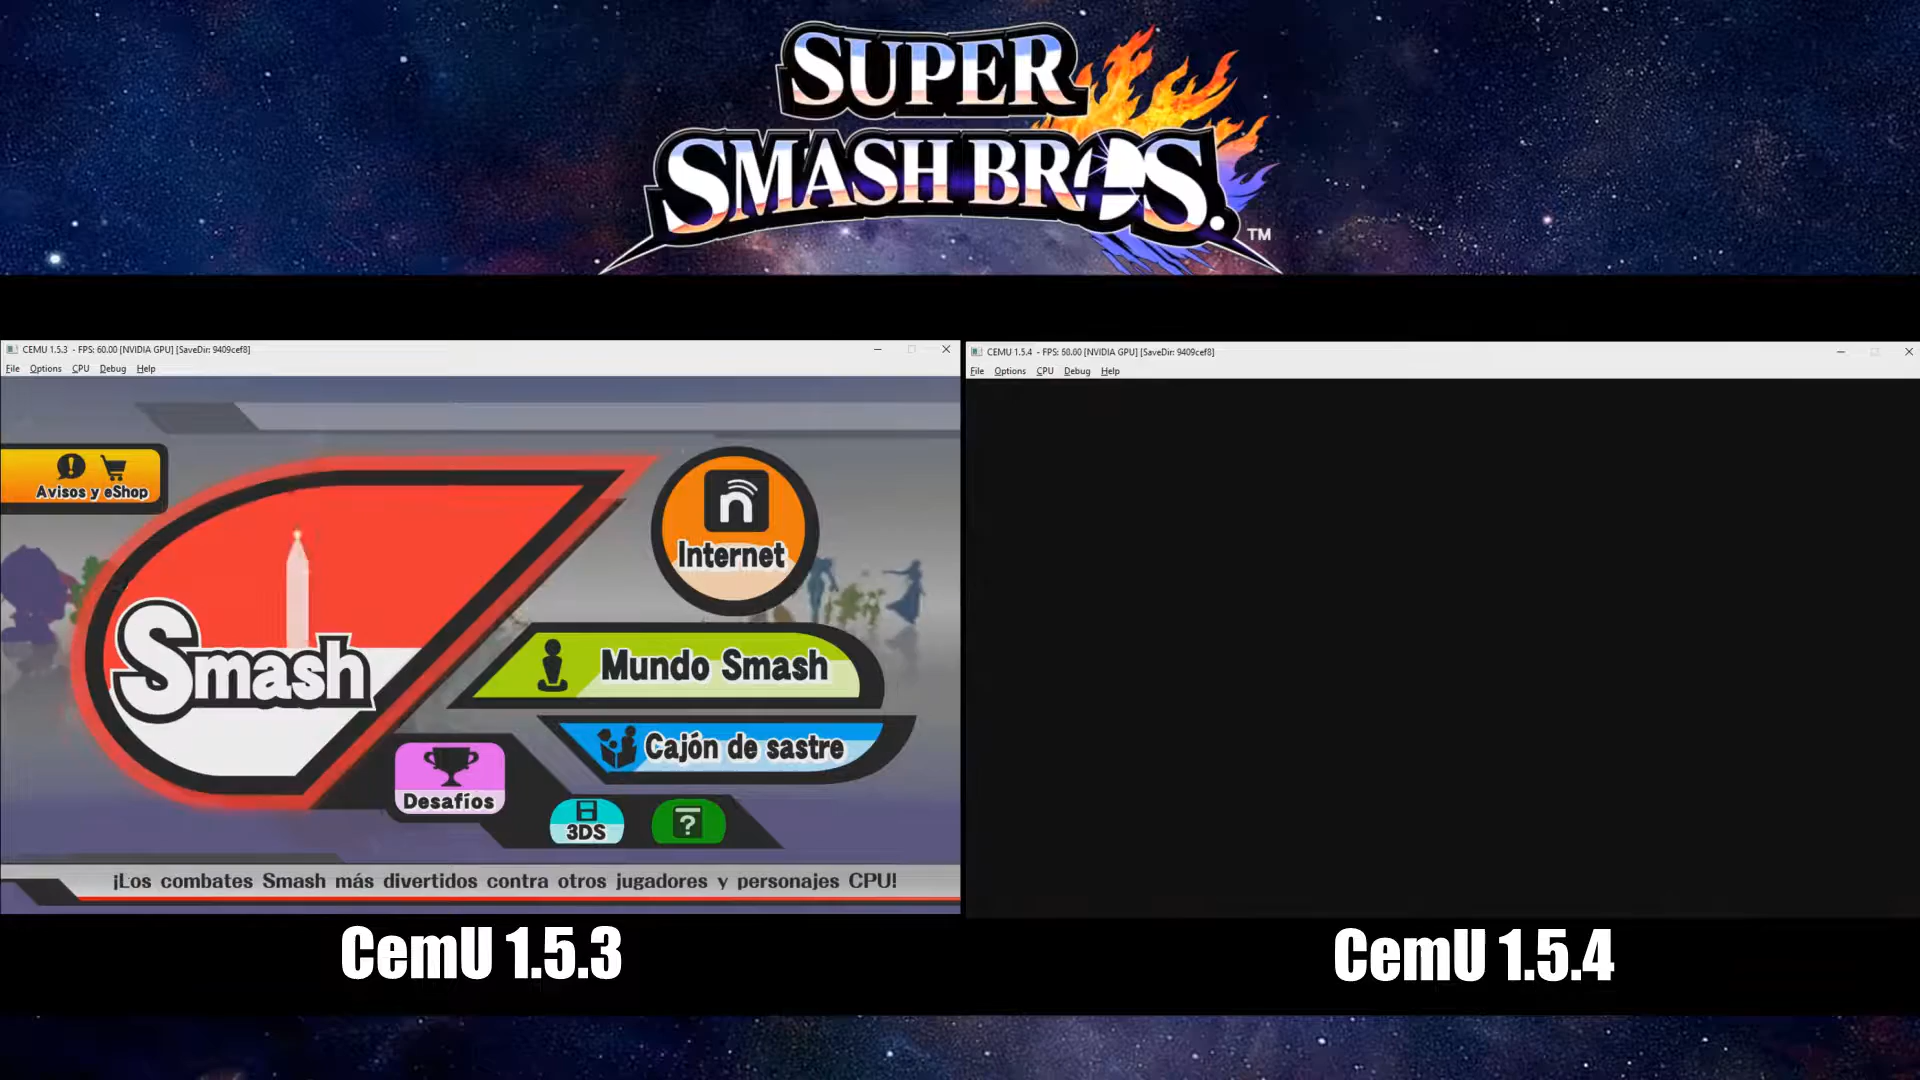 SUPER
SMASH BROS.
TM
CEMU 1.5.3 - FPS: 60.00 [NVIDIA GPU] [SaveDir: 9409cef8]
File Options CPU Debug Help
Avisos y eShop
Internet
Smash
Mundo Smash
Cajón de sastre
Desafíos
3DS
?
¡Los combates Smash más divertidos contra otros jugadores y personajes CPU!
CemU 1.5.3
CEMU 1.5.4 - FPS: 60.00 [NVIDIA GPU] [SaveDir: 9409cef8]
File Options CPU Debug Help
CemU 1.5.4